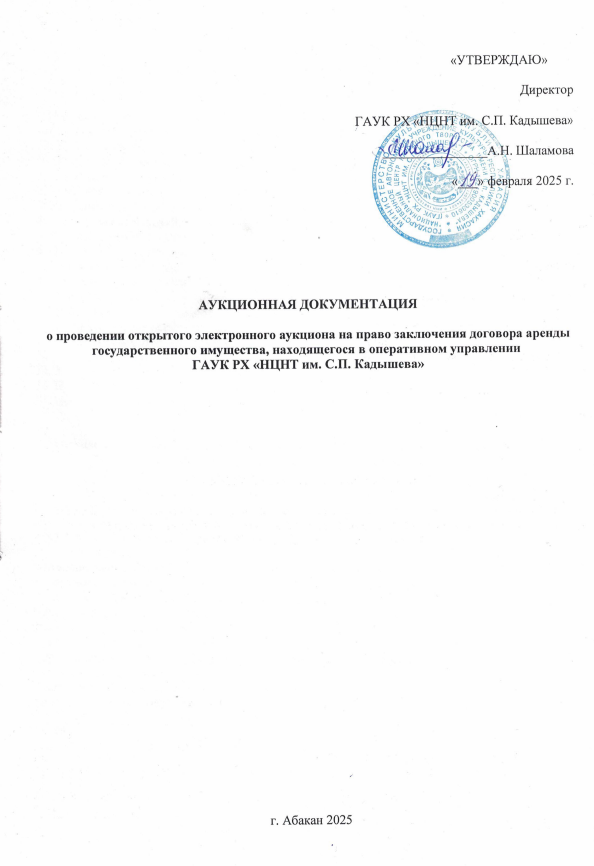 «УТВЕРЖДАЮ»
Директор
ГАУК РХ «НЦНТ им. С.П. Кадышева»
А.Н. Шаламова
«19» февраля 2025 г.
АУКЦИОННАЯ ДОКУМЕНТАЦИЯ
о проведении открытого электронного аукциона на право заключения договора аренды
государственного имущества, находящегося в оперативном управлении
ГАУК РХ «НЦНТ им. С.П. Кадышева»
г. Абакан 2025